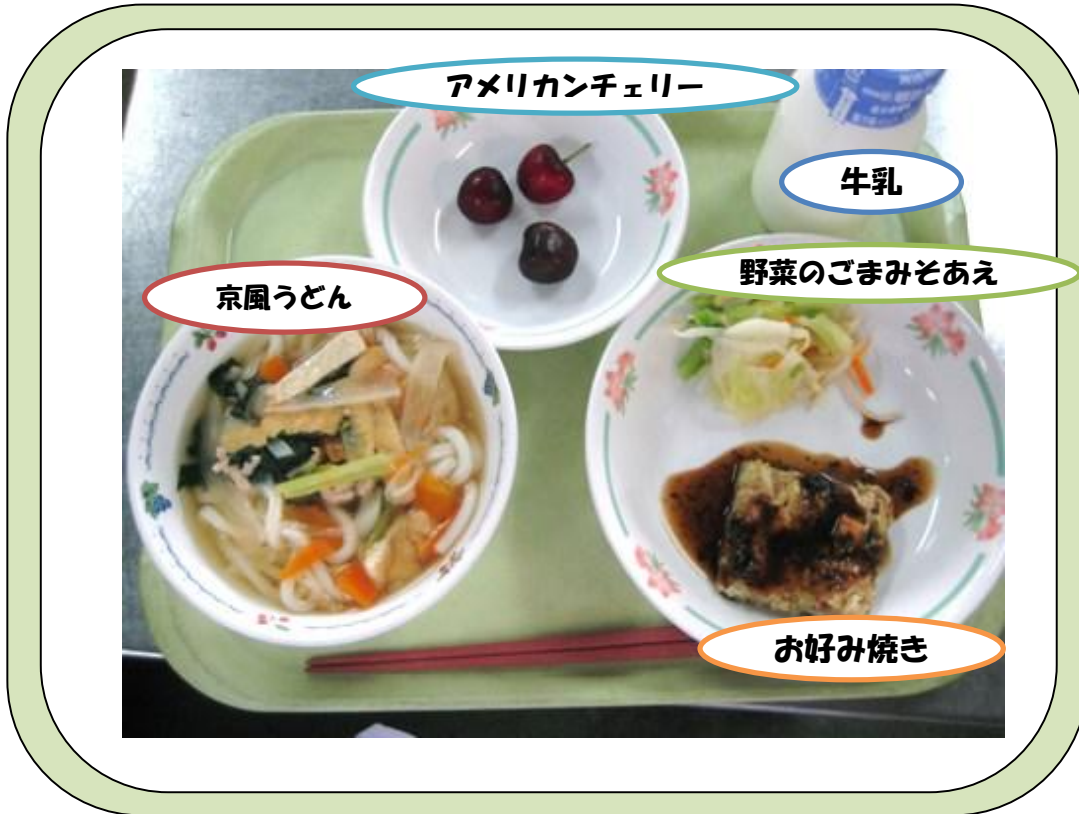 アメリカンチェリー
牛乳
野菜のごまみそあえ
京風うどん
お好み焼き